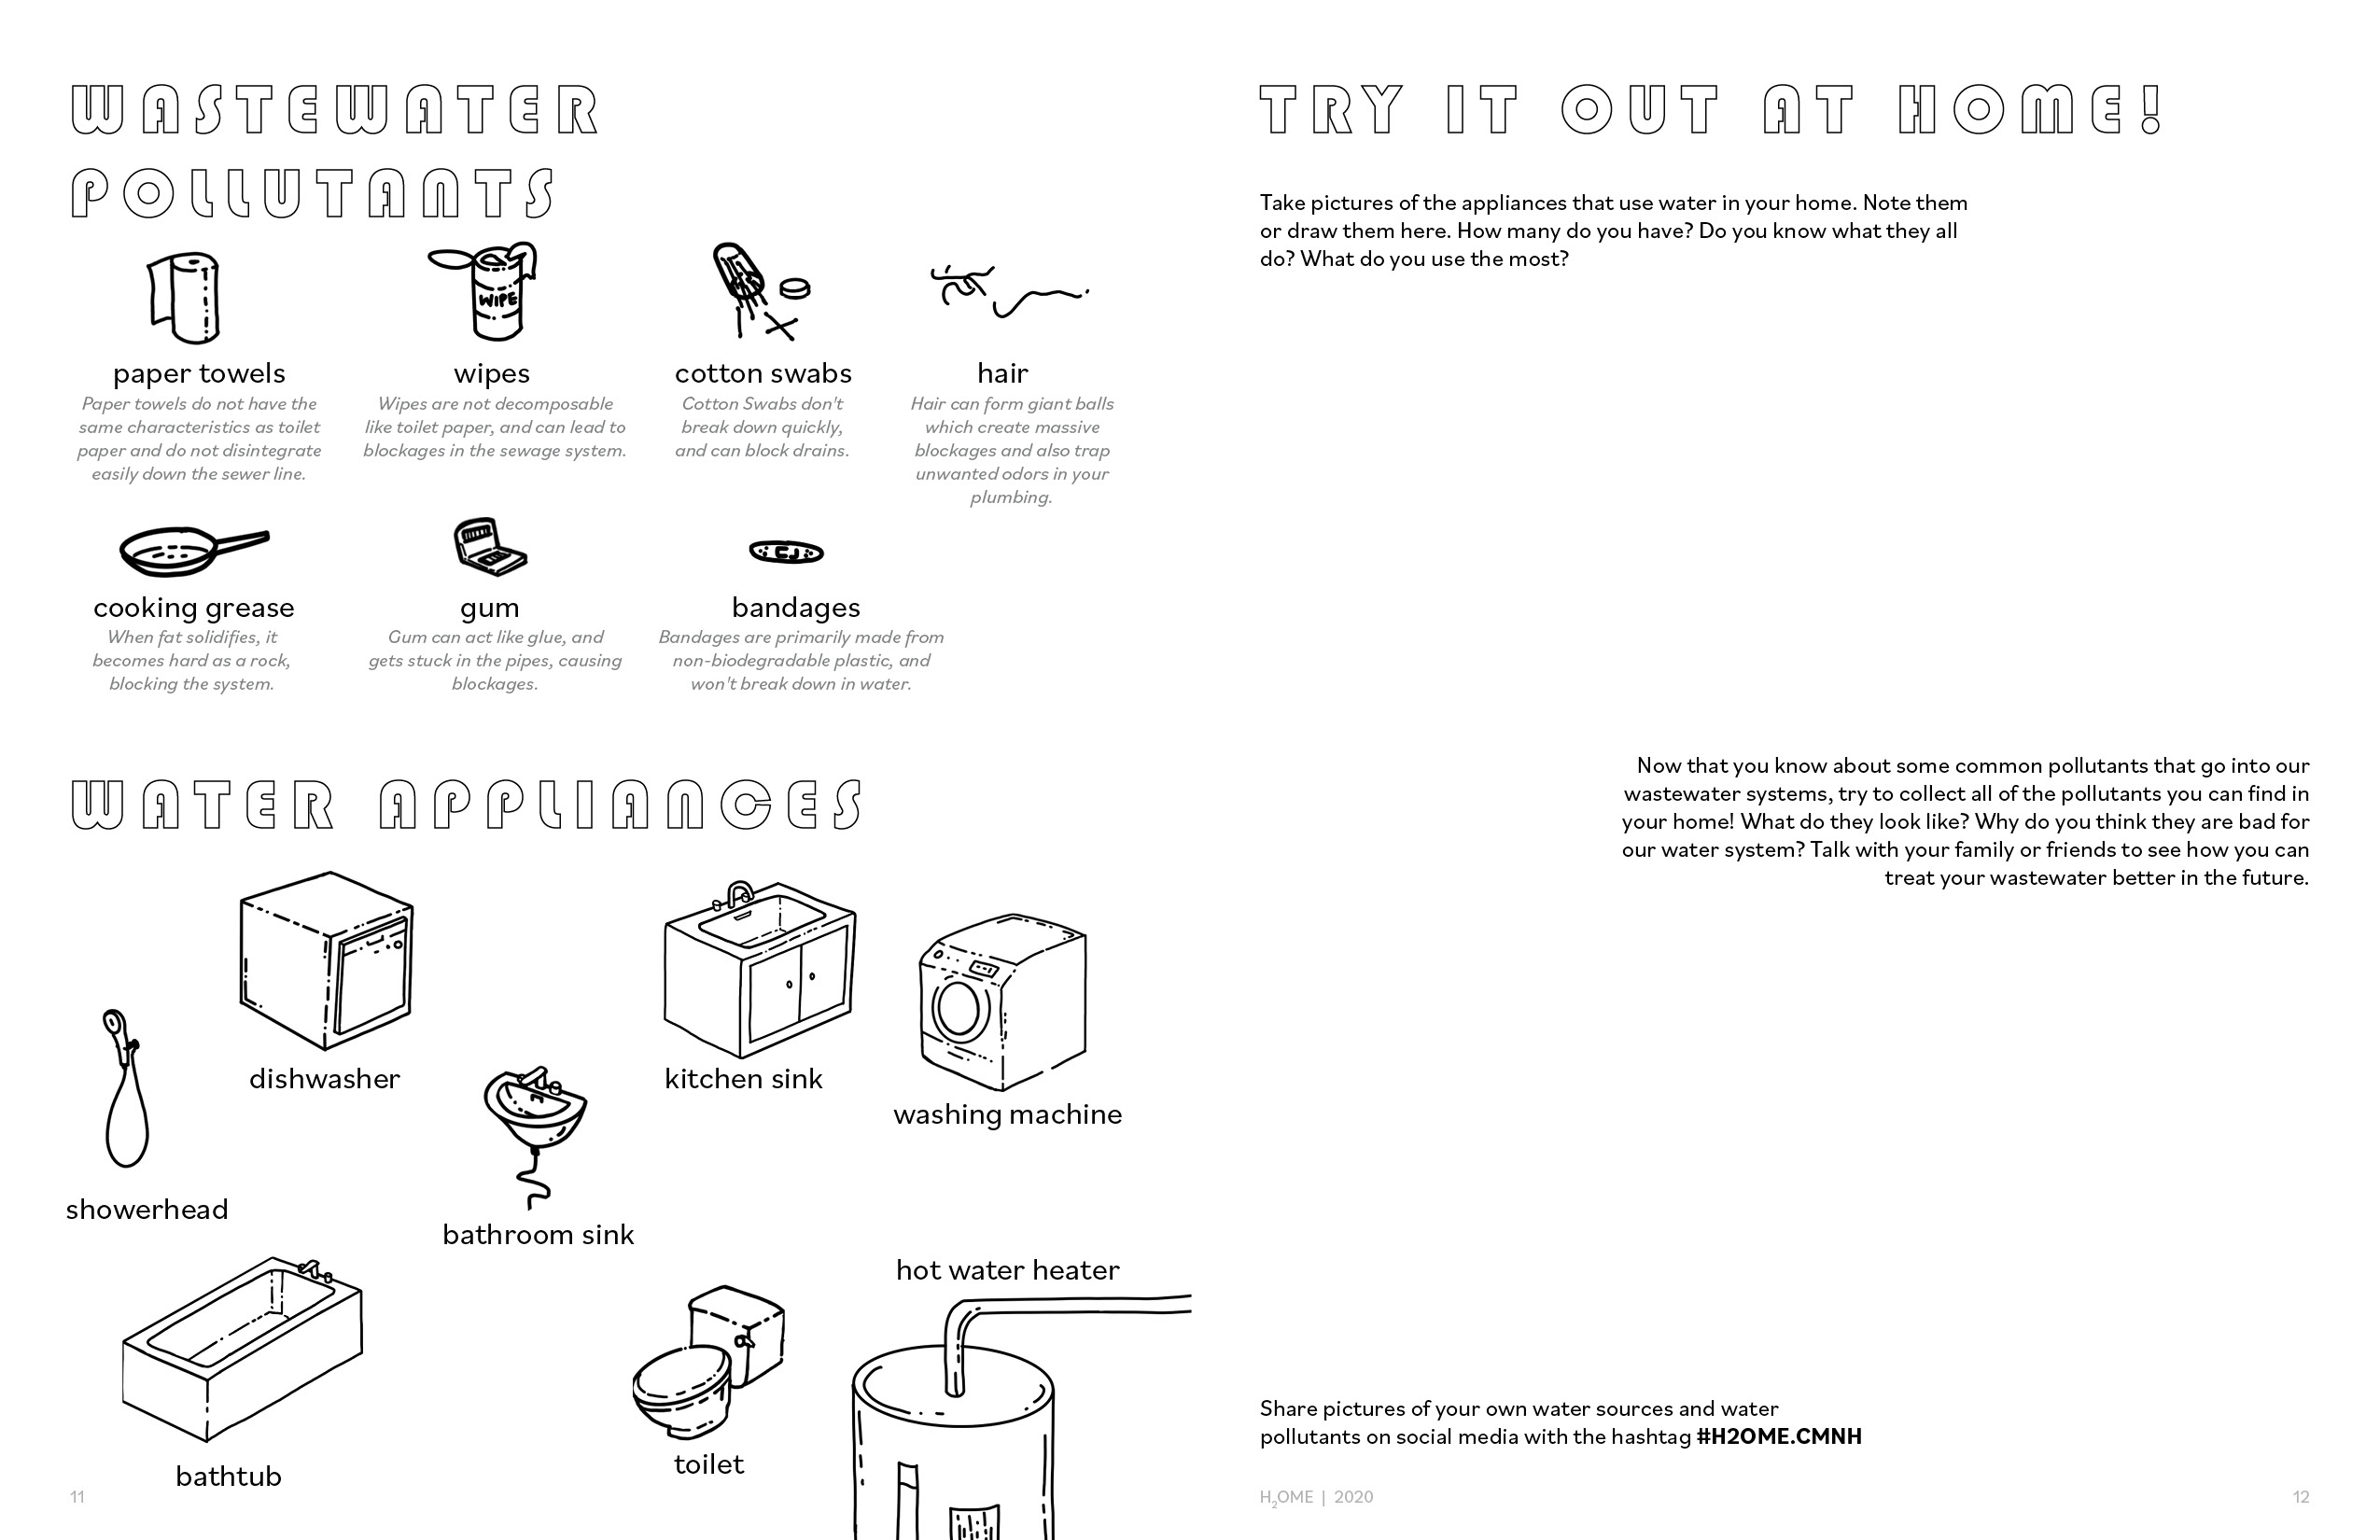 WASTEWATER
POLLUTANTS
WIPE
paper towels
Paper towels do not have the
same characteristics as toilet
paper and do not disintegrate
easily down the sewer line.
wipes
Wipes are not decomposable
like toilet paper, and can lead to
blockages in the sewage system.
cotton swabs
Cotton Swabs don't
break down quickly,
and can block drains.
hair
Hair can form giant balls
which create massive
blockages and also trap
unwanted odors in your
plumbing.
cooking grease
When fat solidifies, it
becomes hard as a rock,
blocking the system.
gum
Gum can act like glue, and
gets stuck in the pipes, causing
blockages.
bandages
Bandages are primarily made from
non-biodegradable plastic, and
won't break down in water.
WATER APPLIANCES
dishwasher
kitchen sink
washing machine
showerhead
bathroom sink
hot water heater
bathtub
toilet
11
TRY IT OUT AT HOME!
Take pictures of the appliances that use water in your home. Note them
or draw them here. How many do you have? Do you know what they all
do? What do you use the most?
Now that you know about some common pollutants that go into our
wastewater systems, try to collect all of the pollutants you can find in
your home! What do they look like? Why do you think they are bad for
our water system? Talk with your family or friends to see how you can
treat your wastewater better in the future.
Share pictures of your own water sources and water
pollutants on social media with the hashtag #H2OME.CMNH
H₂OME | 2020
12